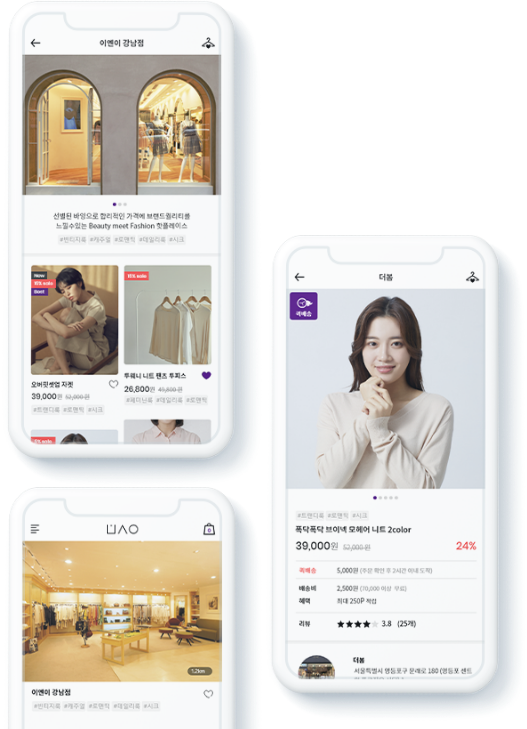 이엔이 강남점
선별된 바잉으로 합리적인 가격에 브랜드퀄리티를
느낄수있는 Beauty meet Fashion 핫플레이스
#빈티지룩 #캐주얼 #로맨틱 #데일리룩 #시크
New
15% sale
Best
15% sale
오버핏셋업 자켓
39,000원 52,000원
#트렌디룩 #로맨틱 #시크
투웨니 니트 팬츠 투피스
26,800원 49,800원
#페미닌룩 #데일리룩 #로맨틱
15% sale
UAO
6
1.2km
이엔이 강남점
#빈티지룩 #캐주얼 #로맨틱 #데일리룩 #시크
더봄
퀵배송
#트렌디룩 #로맨틱 #시크
폭닥폭닥 브이넥 모헤어 니트 2color
39,000원 52,000원 24%
퀵배송 5,000원 (주문 확인 후 24시간 이내 도착)
배송비 2,500원 (70,000 이상 무료)
혜택 최대 250P 적립
리뷰 ★★★★☆ 3.8 (25개)
더봄
서울특별시 영등포구 문래로 180 (영등포 센트